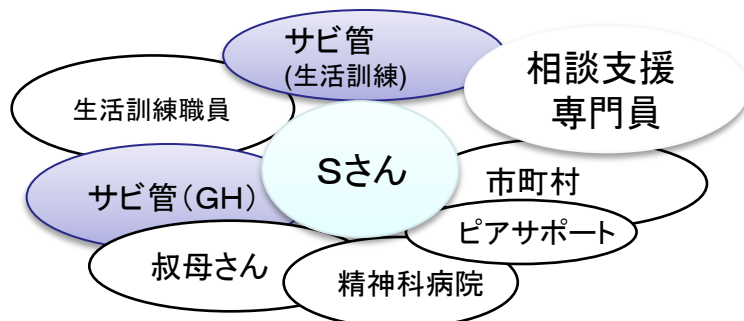 サビ管
(生活訓練)
相談支援
専門員
生活訓練職員
Sさん
市町村
サビ管（GH）
ピアサポート
叔母さん
精神科病院